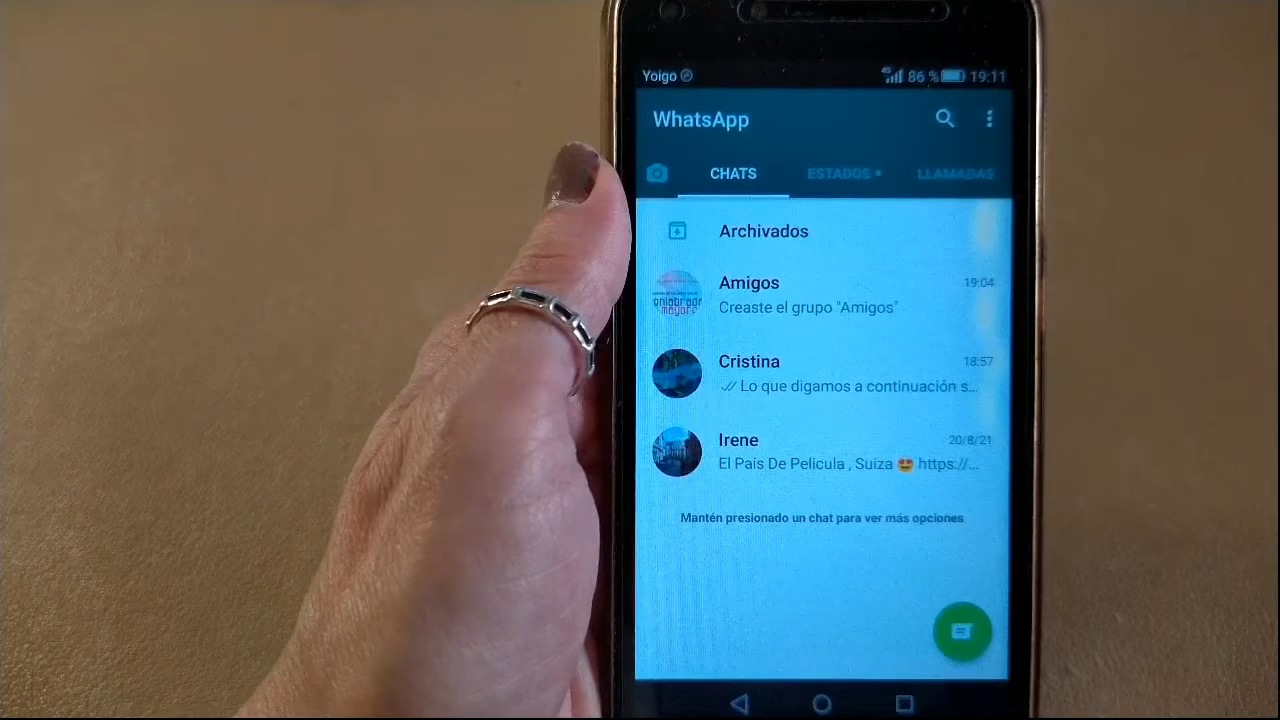 Yoigo 4G 86 % 19:11
WhatsApp
CHATS ESTADOS • LLAMADAS
Archivados
Amigos 19:04
Creaste el grupo "Amigos"
Cristina 18:57
Lo que digamos a continuación s...
Irene 20/8/21
El Pais De Pelicula , Suiza 😍 https://...
Mantén presionado un chat para ver más opciones